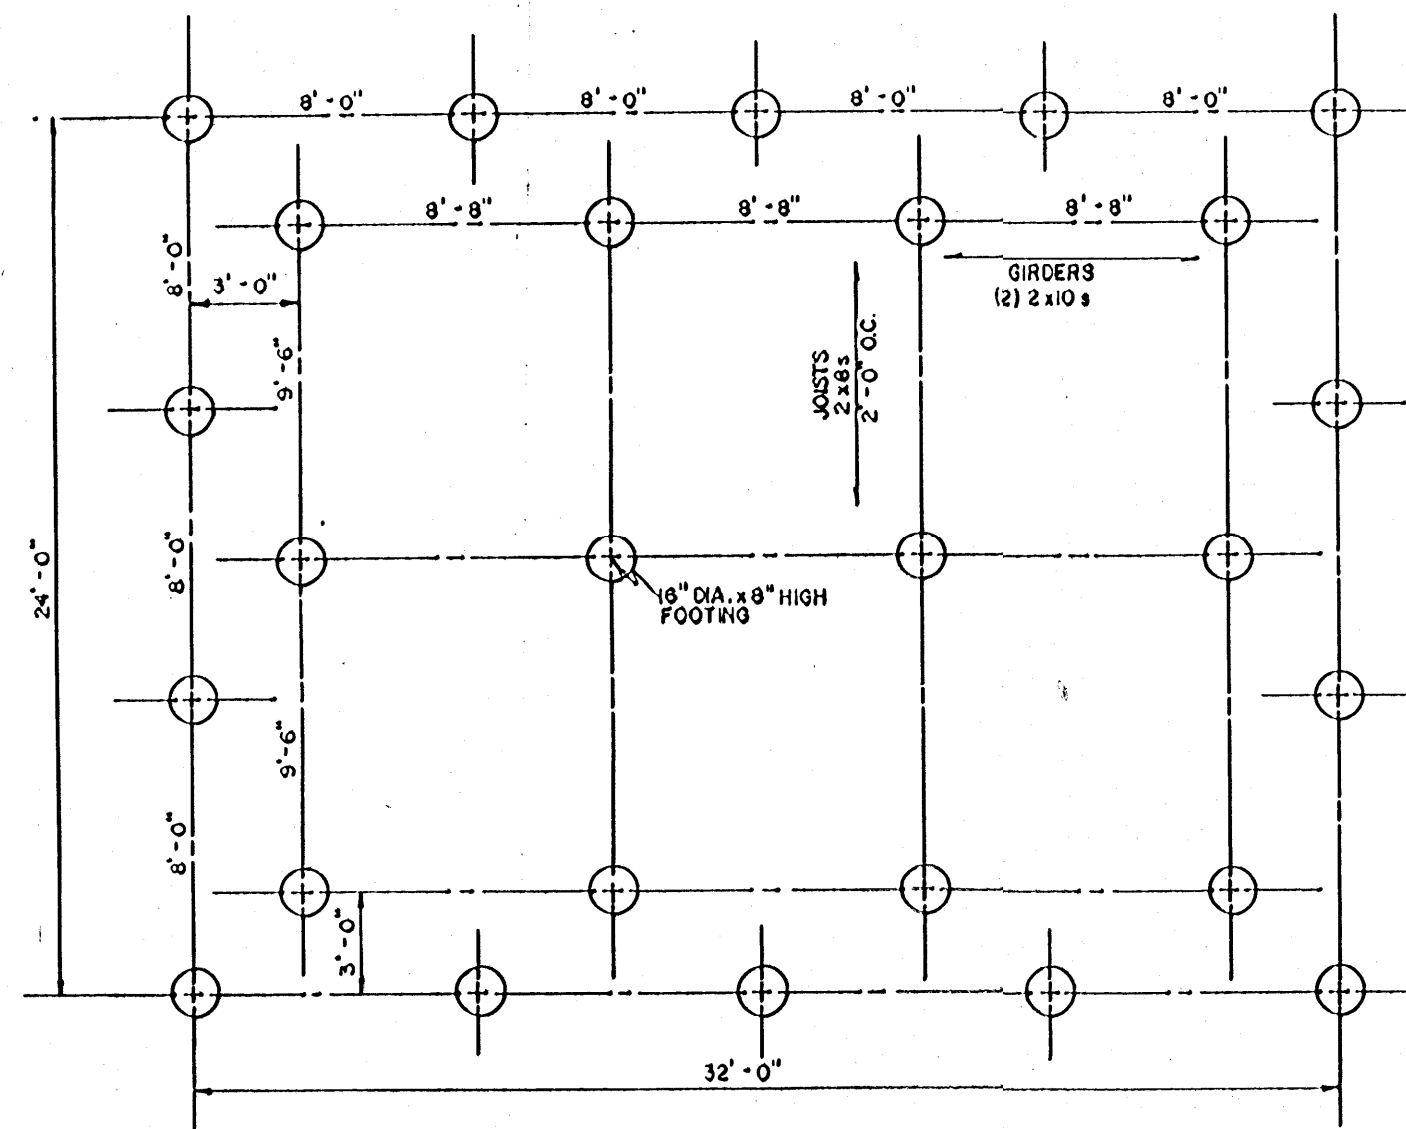 8'-0"
8'-0"
8'-0"
8'-0"
8'-8"
8'-8"
8'-8"
8'-0"
3'-0"
GIRDERS
(2) 2x10s
9'-6"
JOISTS
2x8s
2'-0" O.C.
24'-0"
8'-0"
16" DIA. x 8" HIGH
FOOTING
9'-6"
8'-0"
3'-0"
32'-0"